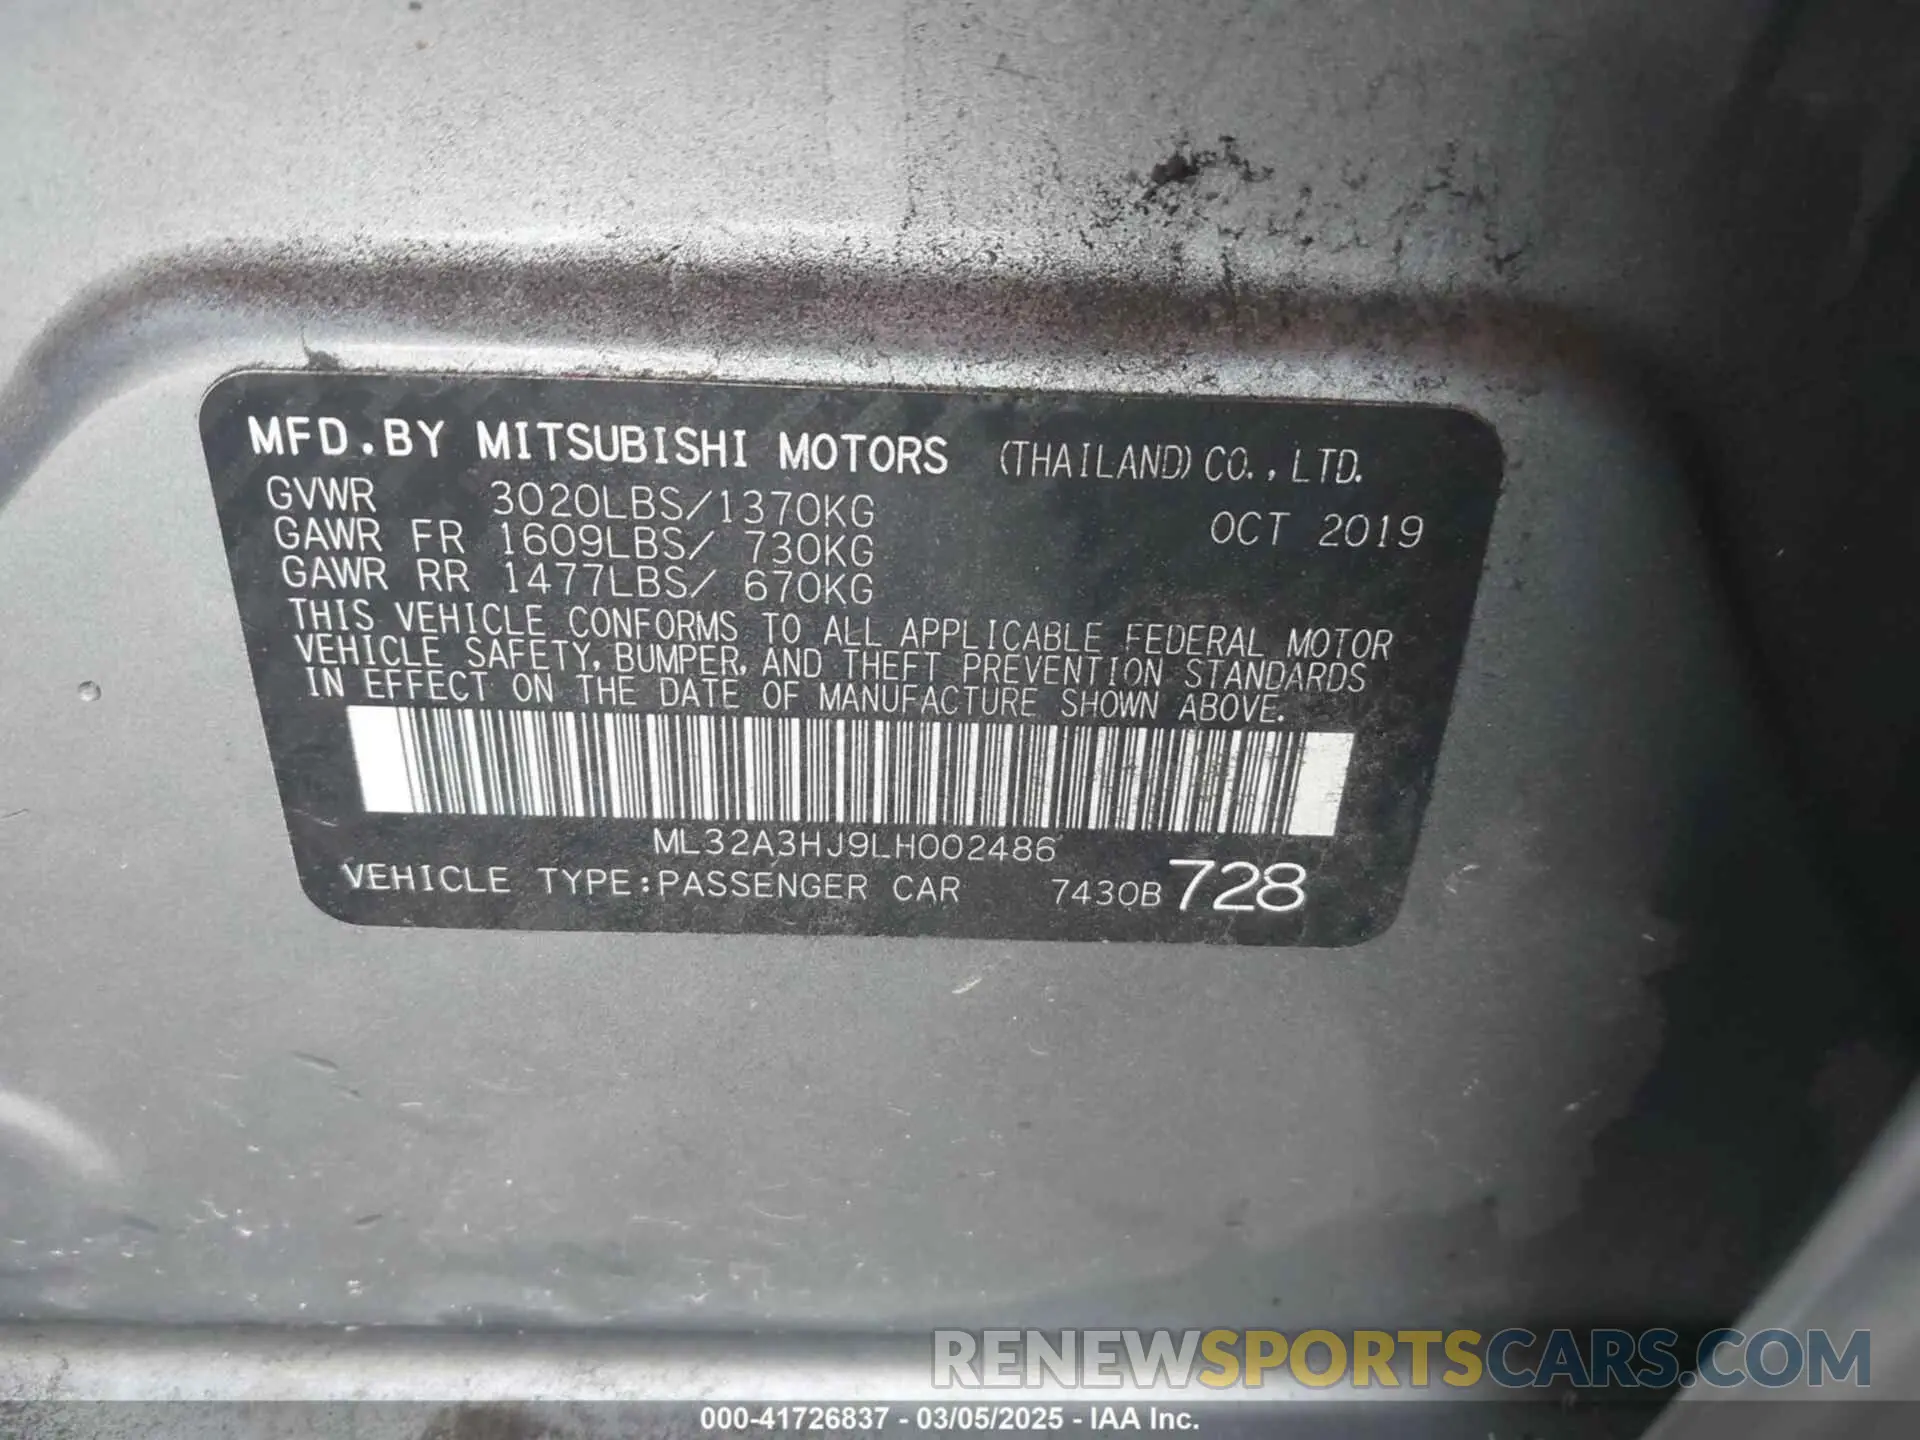 MFD.BY MITSUBISHI MOTORS (THAILAND) CO.,LTD.
GVWR 3020LBS/1370KG OCT 2019
GAWR FR 1609LBS/ 730KG
GAWR RR 1477LBS/ 670KG
THIS VEHICLE CONFORMS TO ALL APPLICABLE FEDERAL MOTOR
VEHICLE SAFETY, BUMPER, AND THEFT PREVENTION STANDARDS
IN EFFECT ON THE DATE OF MANUFACTURE SHOWN ABOVE.
ML32A3HJ9LH002486
VEHICLE TYPE:PASSENGER CAR 7430B 728
RENEWSPORTSCARS.COM
000-41726837 - 03/05/2025 - IAA Inc.